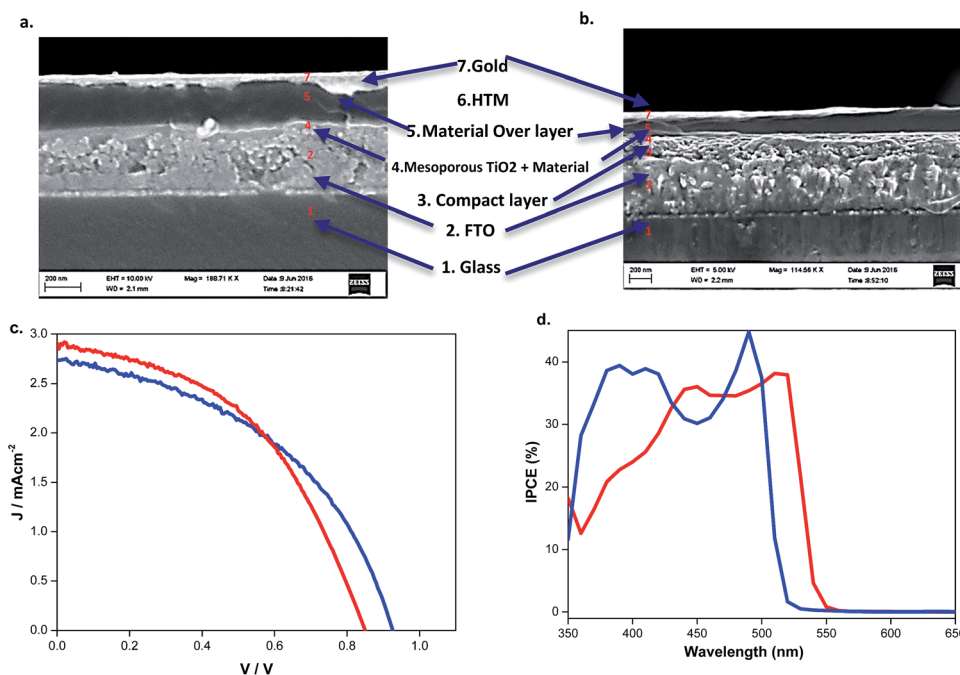 a.
b.
7.Gold
6.HTM
5.Material Over layer
4.Mesoporous TiO2 + Material
3. Compact layer
2. FTO
1. Glass
7
5
4
2
1
7
5
4
1
200 nm
EHT = 10.00 kV
WD = 2.1 mm
Mag = 188.71 K X
Date :9 Jun 2016
Time :8:21:42
ZEISS
200 nm
EHT = 5.00 kV
WD = 2.2 mm
Mag = 114.56 K X
Date :9 Jun 2016
Time :8:52:10
ZEISS
c.
3.0
2.5
2.0
1.5
1.0
0.5
0.0
J / mAcm-2
0.0 0.2 0.4 0.6 0.8 1.0
V / V
d.
40
30
20
10
0
IPCE (%)
350 400 450 500 550 600 650
Wavelength (nm)